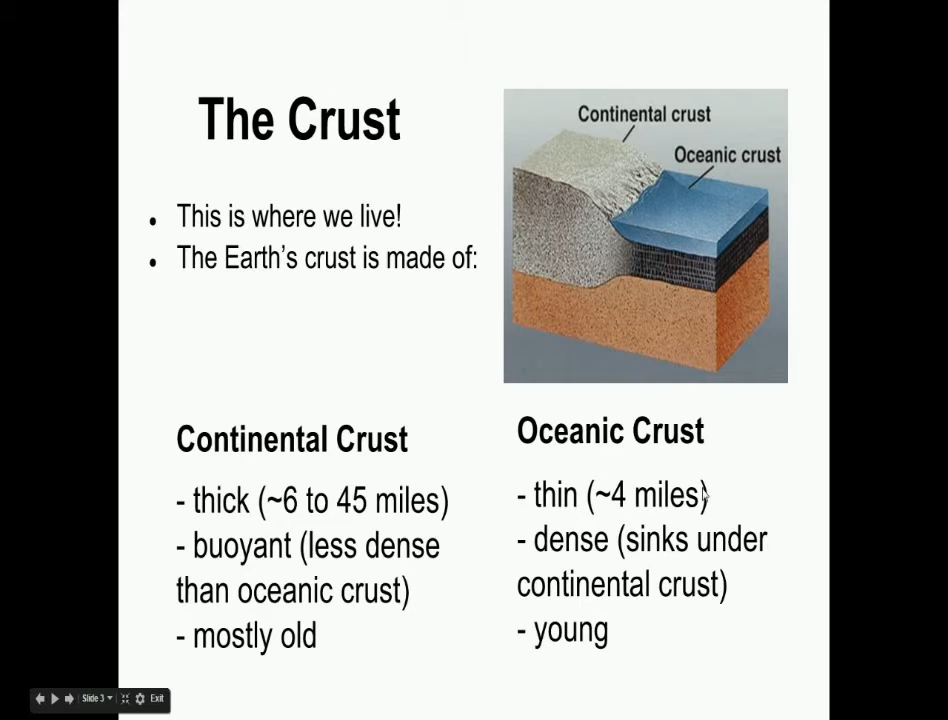 The Crust
• This is where we live!
• The Earth’s crust is made of:
Continental crust
Oceanic crust
Continental Crust
- thick (~6 to 45 miles)
- buoyant (less dense
than oceanic crust)
- mostly old
Oceanic Crust
- thin (~4 miles)
- dense (sinks under
continental crust)
- young
Slide 3
Exit